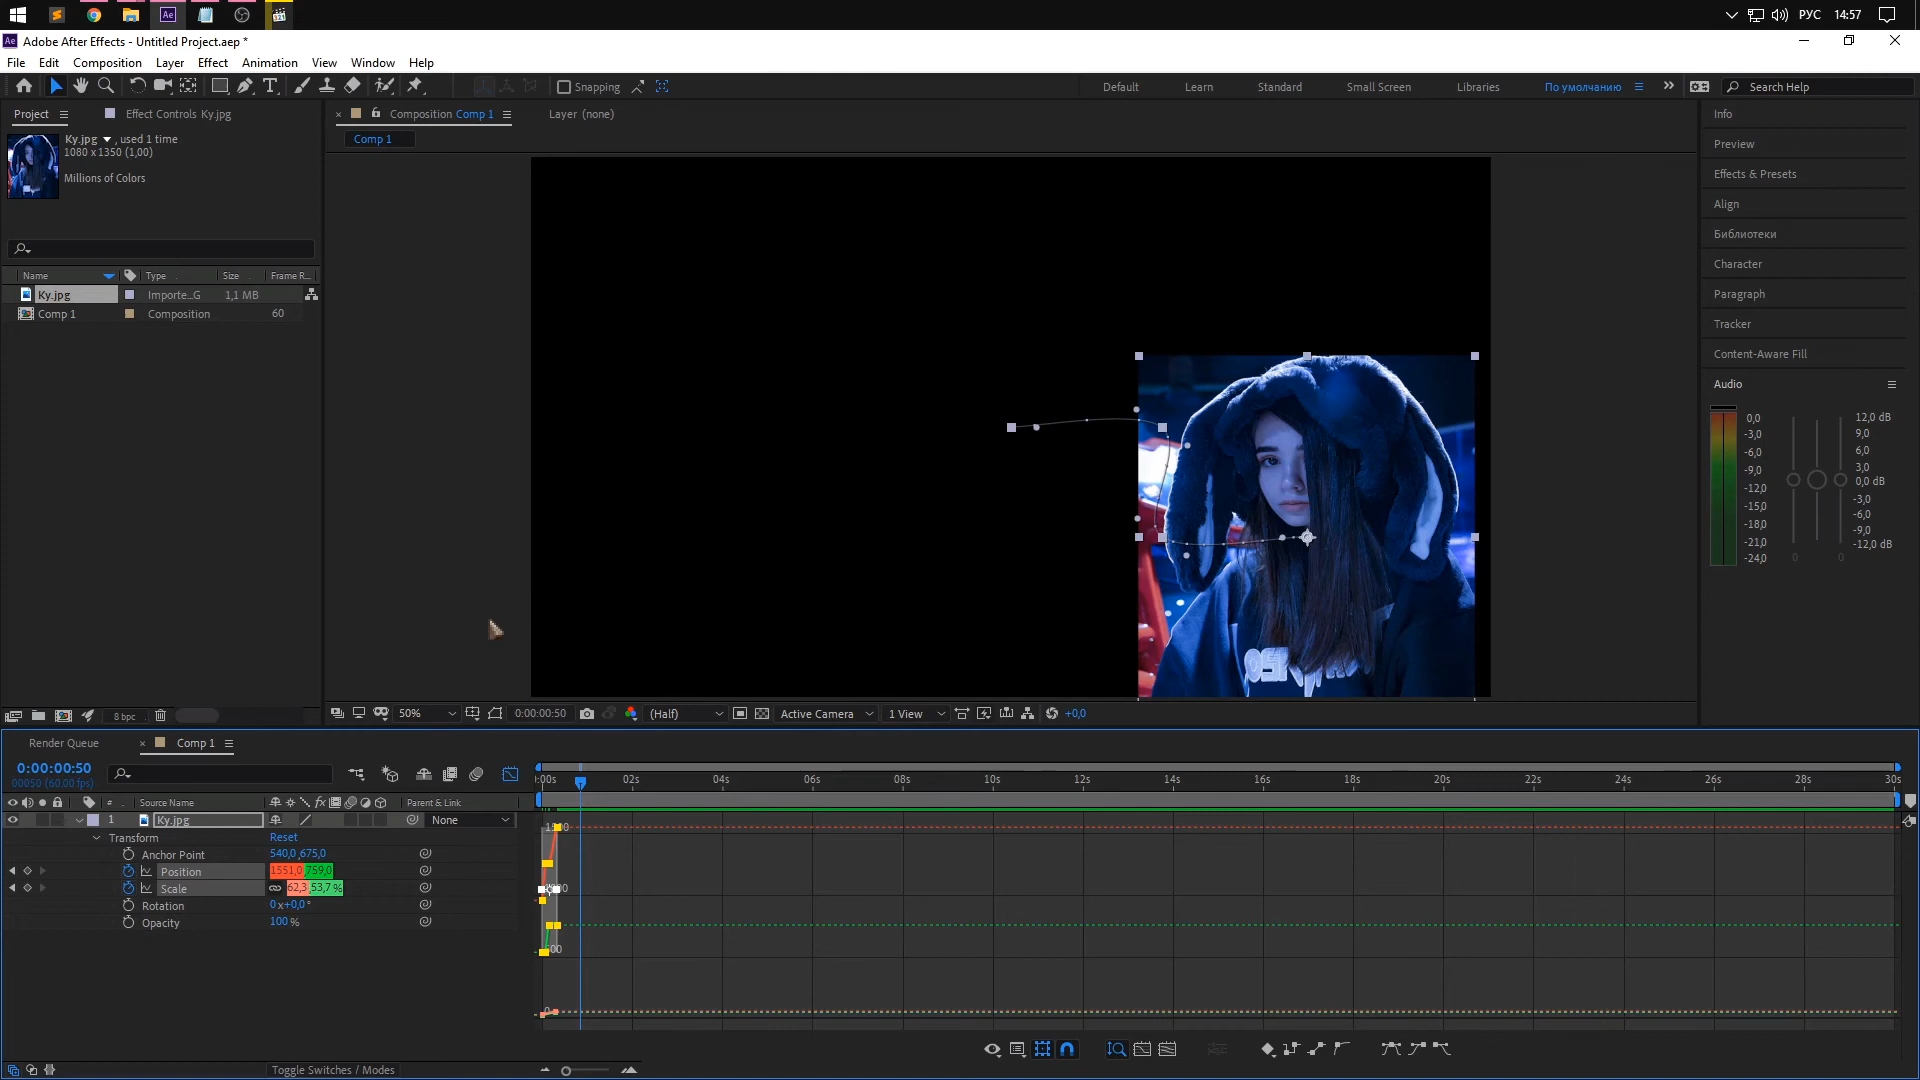 РУС 14:57
Ae Adobe After Effects - Untitled Project.aep *
File Edit Composition Layer Effect Animation View Window Help
Snapping Default Learn Standard Small Screen Libraries По умолчанию Search Help
Project Effect Controls Ky.jpg × Composition Comp 1 Layer (none) Info
Comp 1
Ky.jpg , used 1 time
1080 x 1350 (1,00)
Millions of Colors
Preview
Effects & Presets
Align
Библиотеки
Character
Paragraph
Tracker
Content-Aware Fill
Audio
Name Type Size Frame R...
Ky.jpg Importe...G 1,1 MB
Comp 1 Composition 60
0,0 12,0 dB
-3,0 9,0
-6,0 6,0
-9,0 3,0
-12,0 0,0 dB
-15,0 -3,0
-18,0 -6,0
-21,0 -9,0
-24,0 -12,0 dB
0 0
8 bpc 50% 0:00:00:50 (Half) Active Camera 1 View +0,0
Render Queue × Comp 1
0:00:00:50
00050 (60.00 fps)
:00s 02s 04s 06s 08s 10s 12s 14s 16s 18s 20s 22s 24s 26s 28s 30s
# Source Name Parent & Link
1 Ky.jpg None
Transform Reset
Anchor Point 540,0 ,675,0
Position 1551,0 ,759,0
Scale 62,3 ,53,7 %
Rotation 0 x +0,0 °
Opacity 100 %
0
Toggle Switches / Modes